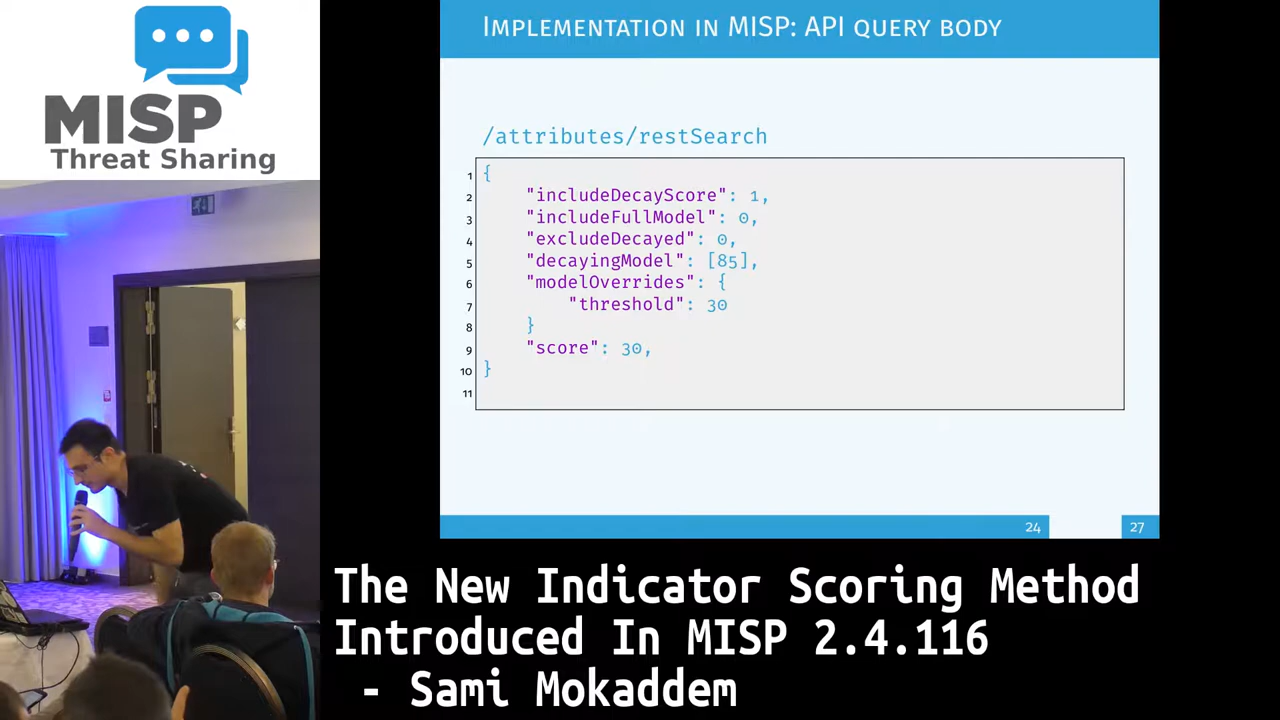 MISP
Threat Sharing
Implementation in MISP: API query body
/attributes/restSearch
1 {
2 "includeDecayScore": 1,
3 "includeFullModel": 0,
4 "excludeDecayed": 0,
5 "decayingModel": [85],
6 "modelOverrides": {
7 "threshold": 30
8 }
9 "score": 30,
10 }
11
24 27
The New Indicator Scoring Method
Introduced In MISP 2.4.116
- Sami Mokaddem